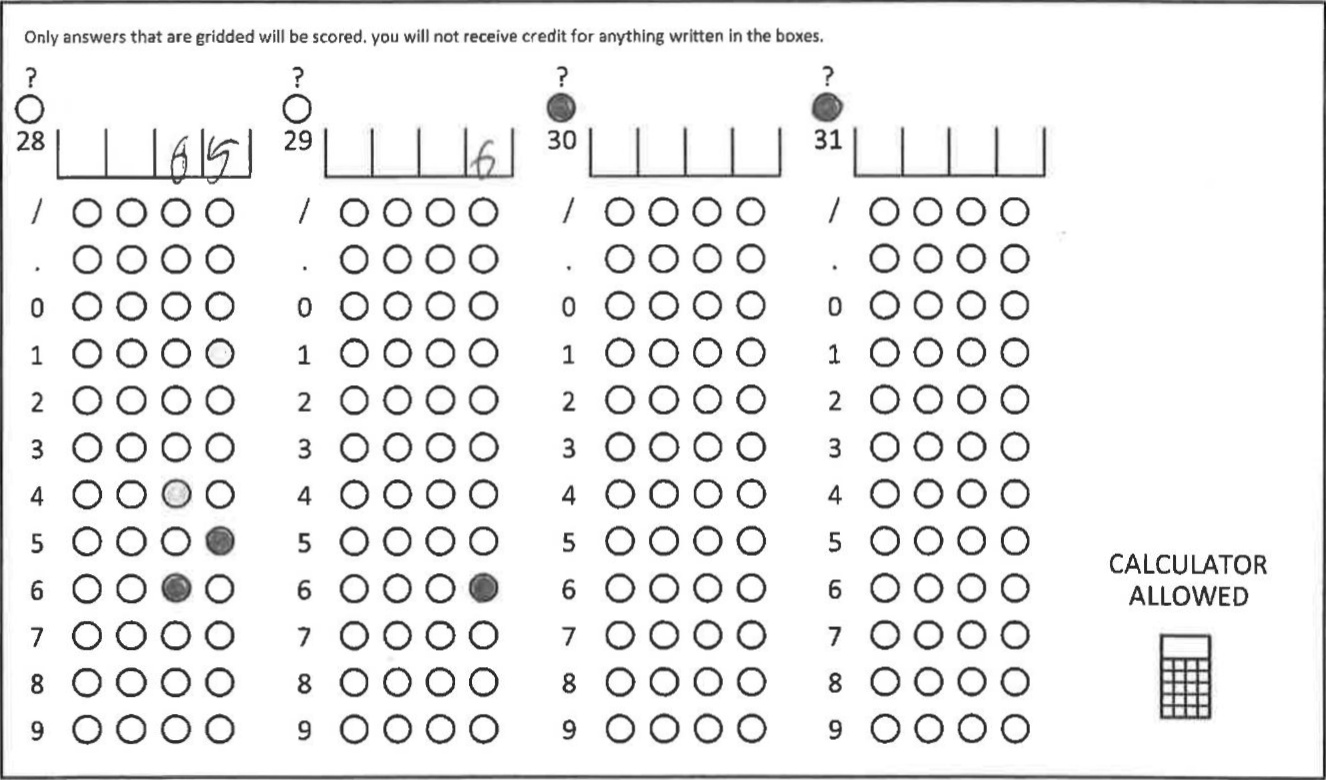 Only answers that are gridded will be scored. you will not receive credit for anything written in the boxes.
? ? ? ?
28 65 29 6 30 31
/ / / /
. . . .
0 0 0 0
1 1 1 1
2 2 2 2
3 3 3 3
4 4 4 4
5 5 5 5
6 6 6 6
7 7 7 7
8 8 8 8
9 9 9 9
CALCULATOR
ALLOWED